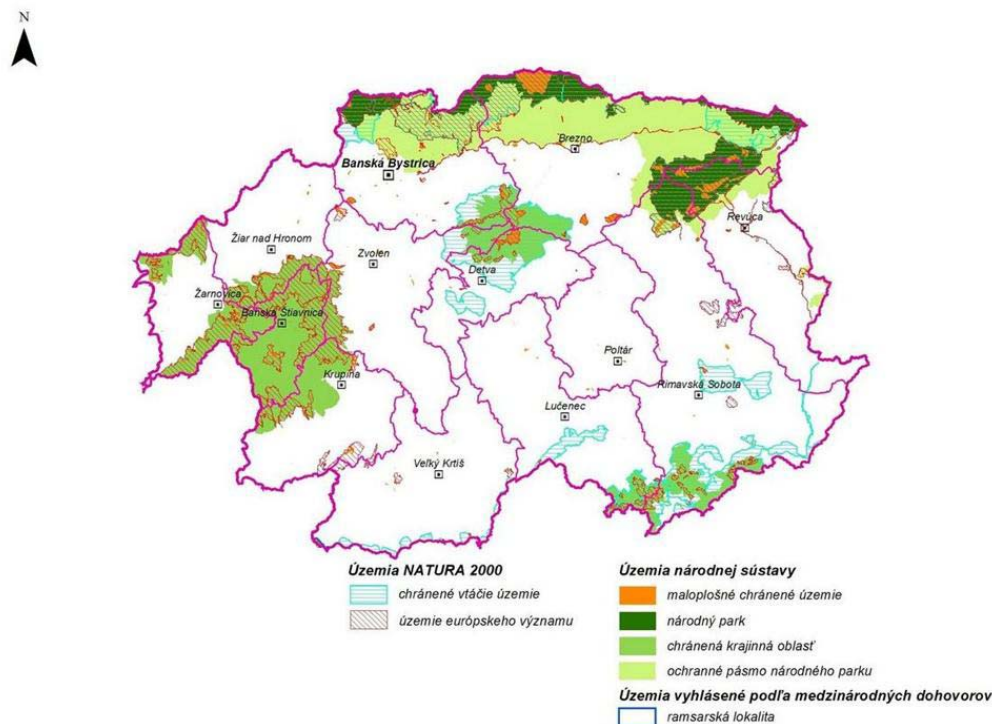 N
Brezno
Banská Bystrica
Revúca
Žiar nad Hronom
Zvolen
Detva
Žarnovica
Banská Štiavnica
Poltár
Krupina
Rimavská Sobota
Lučenec
Veľký Krtíš
Územia NATURA 2000
chránené vtáčie územie
územie európskeho významu
Územia národnej sústavy
maloplošné chránené územie
národný park
chránená krajinná oblasť
ochranné pásmo národného parku
Územia vyhlásené podľa medzinárodných dohovorov
ramsarská lokalita